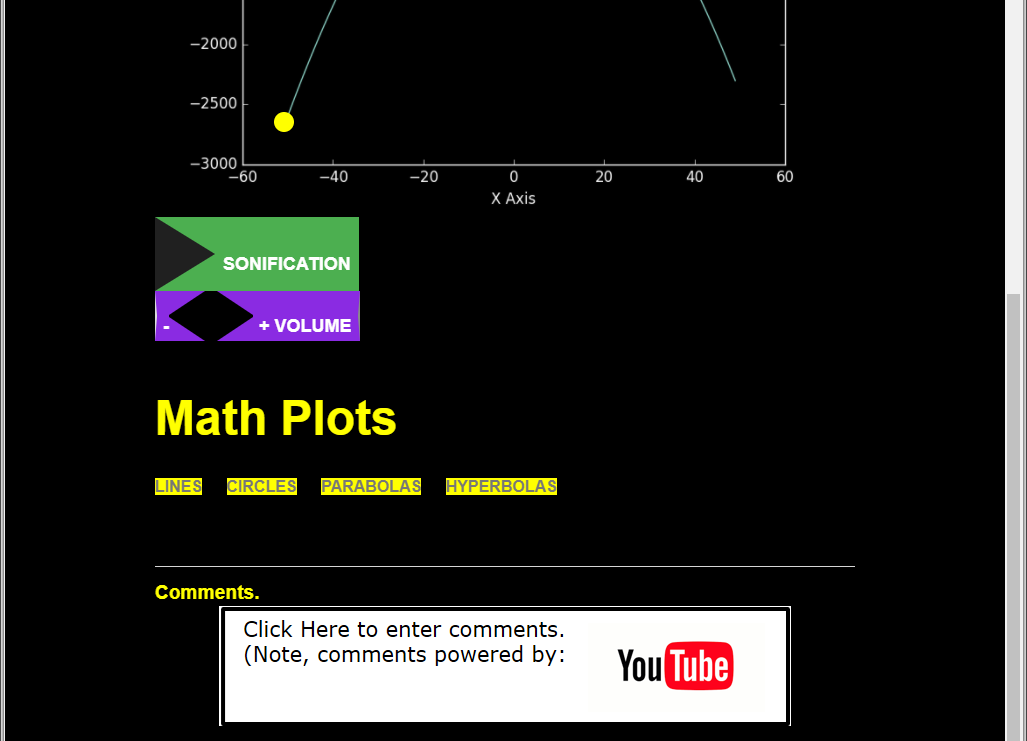 −2000
−2500
−3000
−60 −40 −20 0 20 40 60
X Axis
SONIFICATION
- + VOLUME
Math Plots
LINES CIRCLES PARABOLAS HYPERBOLAS
Comments.
Click Here to enter comments.
(Note, comments powered by:
YouTube